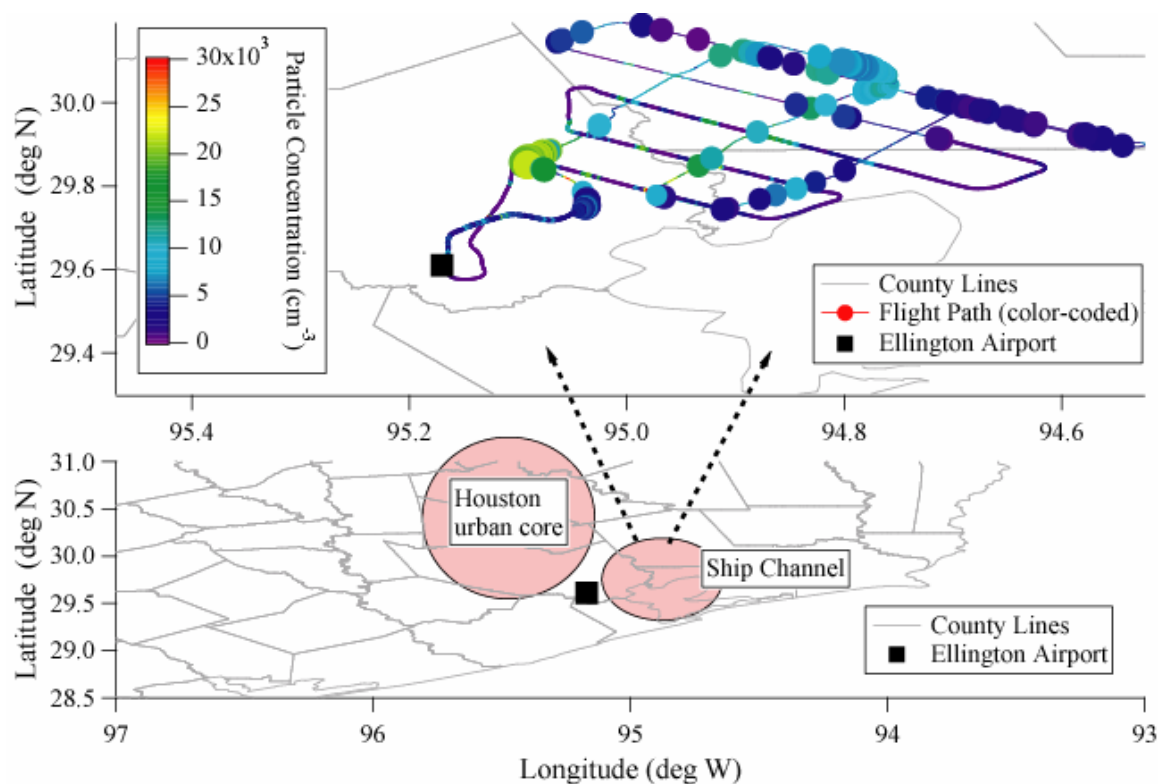 30x10³
25
20
15
10
5
0
Particle Concentration (cm⁻³)
Latitude (deg N)
30.0
29.8
29.6
29.4
County Lines
Flight Path (color-coded)
Ellington Airport
95.4 95.2 95.0 94.8 94.6
Latitude (deg N)
31.0
30.5
30.0
29.5
29.0
28.5
Houston
urban core
Ship Channel
County Lines
Ellington Airport
97 96 95 94 93
Longitude (deg W)